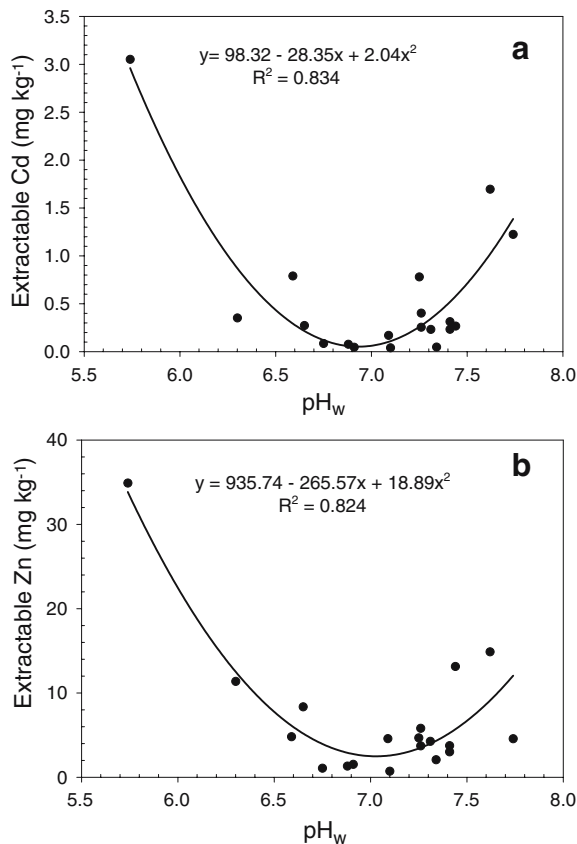 a
y= 98.32 - 28.35x + 2.04x²
R² = 0.834
Extractable Cd (mg kg⁻¹)
3.5
3.0
2.5
2.0
1.5
1.0
0.5
0.0
5.5 6.0 6.5 7.0 7.5 8.0
pH_w
b
y = 935.74 - 265.57x + 18.89x²
R² = 0.824
Extractable Zn (mg kg⁻¹)
40
30
20
10
0
5.5 6.0 6.5 7.0 7.5 8.0
pH_w